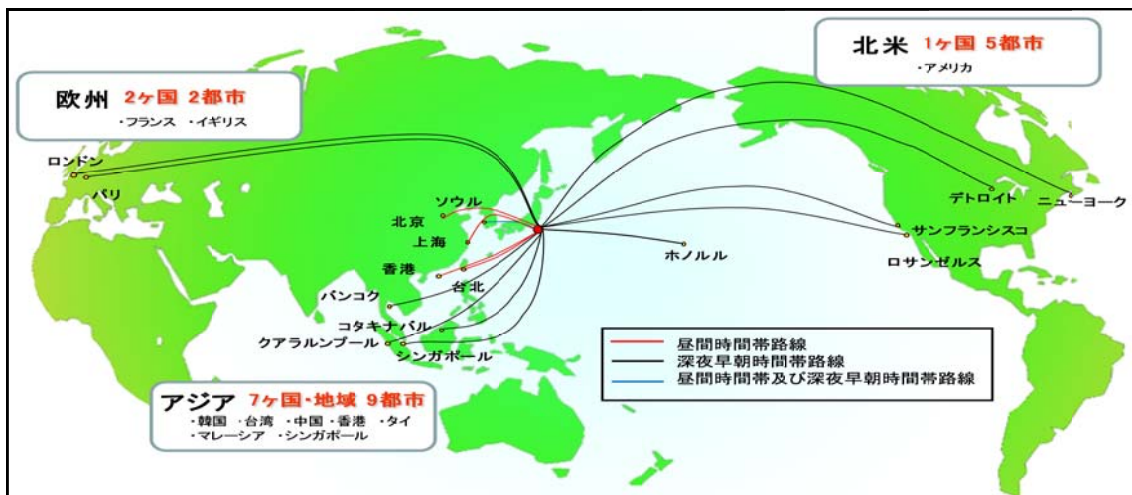 北米 1ヶ国 5都市
・アメリカ
欧州 2ヶ国 2都市
・フランス ・イギリス
ロンドン
パリ
ソウル
北京
上海
香港
台北
バンコク
コタキナバル
クアラルンプール
シンガポール
ホノルル
デトロイト
ニューヨーク
サンフランシスコ
ロサンゼルス
昼間時間帯路線
深夜早朝時間帯路線
昼間時間帯及び深夜早朝時間帯路線
アジア 7ヶ国・地域 9都市
・韓国 ・台湾 ・中国 ・香港 ・タイ
・マレーシア ・シンガポール